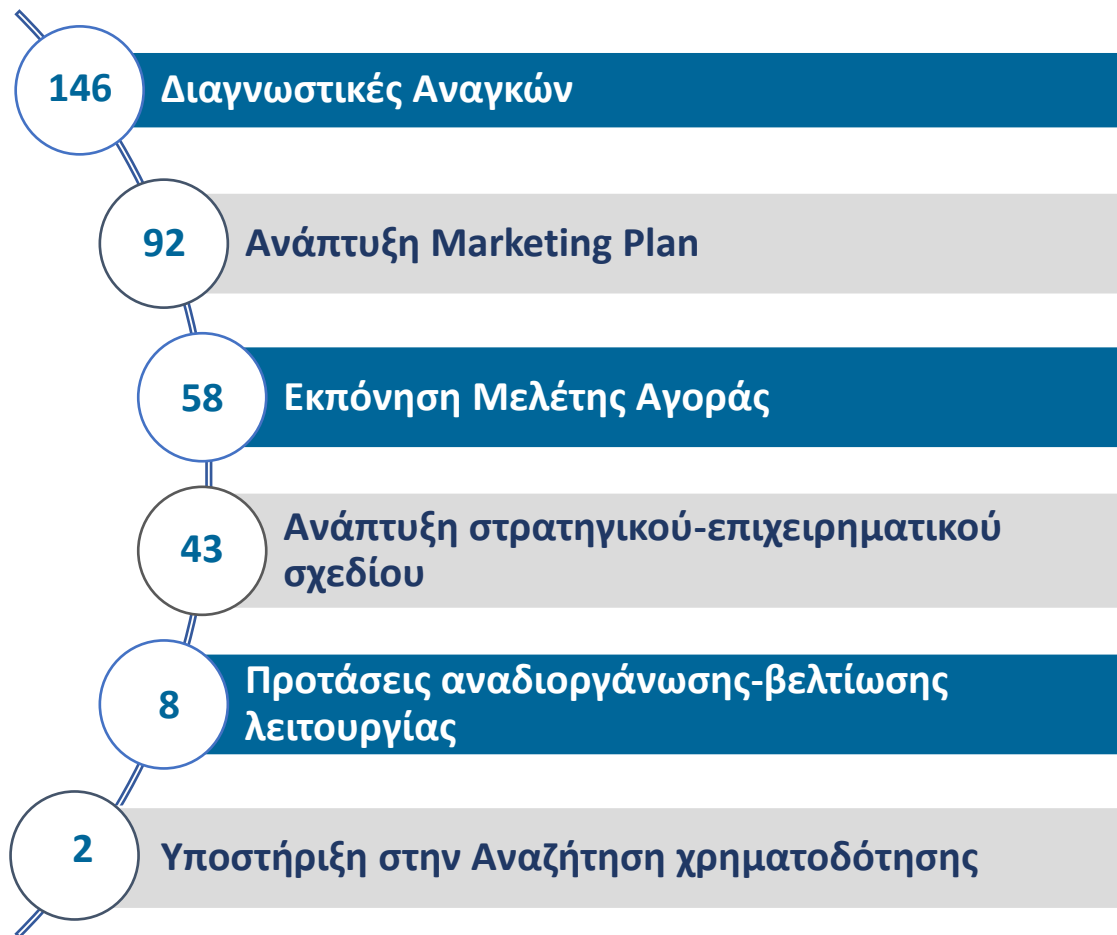 146 Διαγνωστικές Αναγκών
92 Ανάπτυξη Marketing Plan
58 Εκπόνηση Μελέτης Αγοράς
43 Ανάπτυξη στρατηγικού-επιχειρηματικού
σχεδίου
8 Προτάσεις αναδιοργάνωσης-βελτίωσης
λειτουργίας
2 Υποστήριξη στην Αναζήτηση χρηματοδότησης